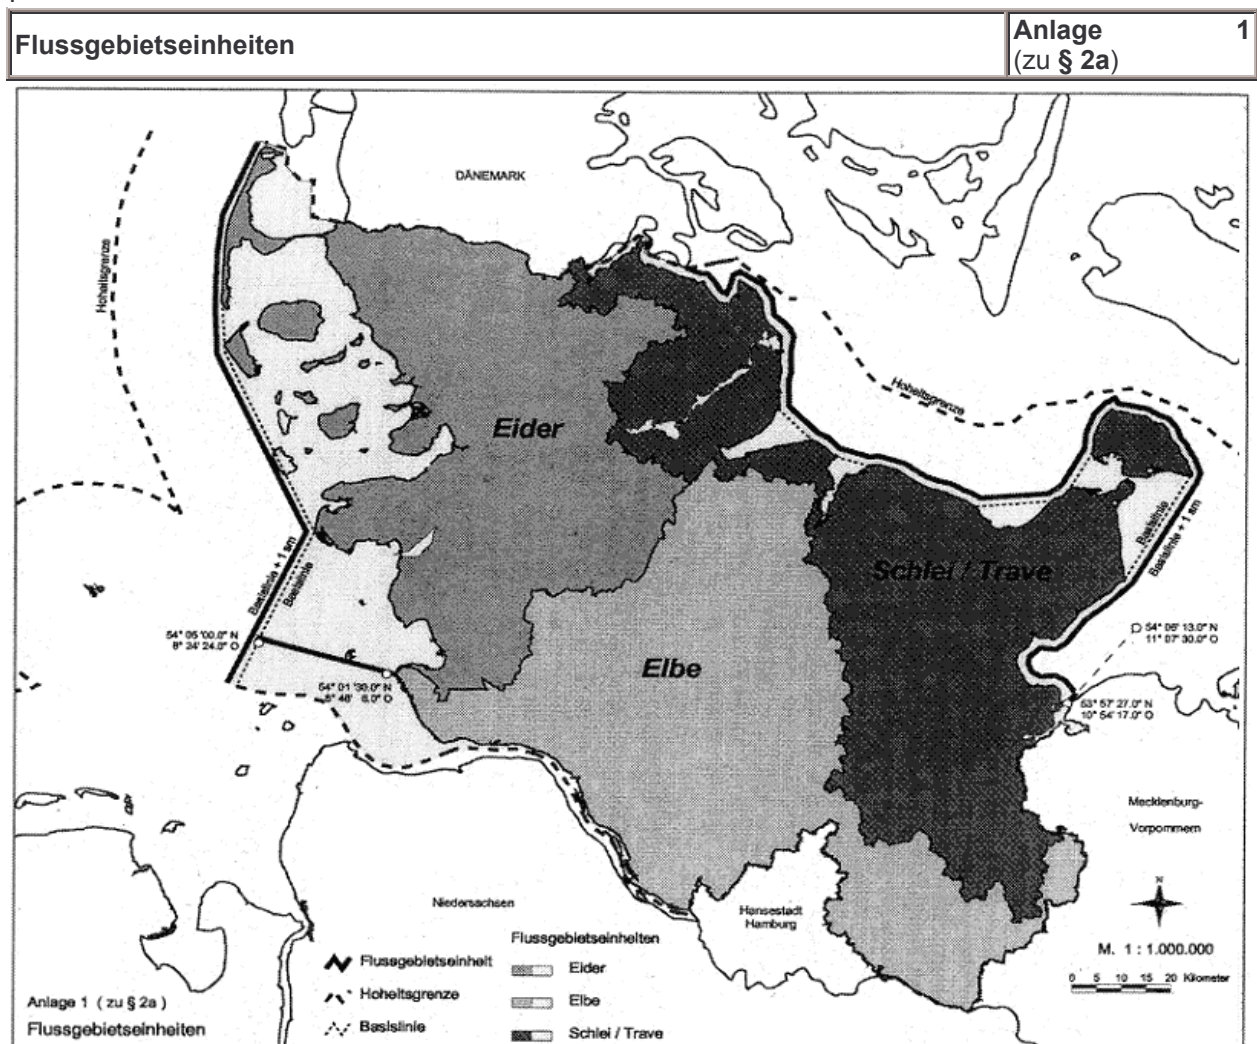 Flussgebietseinheiten
Anlage 1
(zu § 2a)
DÄNEMARK
Hoheitsgrenze
Hoheitsgrenze
Eider
Schlei / Trave
Elbe
Basislinie + 1 sm
Basislinie
Basislinie
Basislinie + 1 sm
54° 05 '00.0" N
8° 24' 24.0" O
54° 01 '30.0" N
54° 06' 13.0" N
11° 07' 30.0" O
53° 57' 27.0" N
10° 54' 17.0" O
Mecklenburg-
Vorpommern
Niedersachsen
Hansestadt
Hamburg
N
M. 1 : 1.000.000
0 5 10 15 20 Kilometer
Flussgebietseinheit
Hoheitsgrenze
Basislinie
Flussgebietseinheiten
Eider
Elbe
Schlei / Trave
Anlage 1 ( zu § 2a )
Flussgebietseinheiten